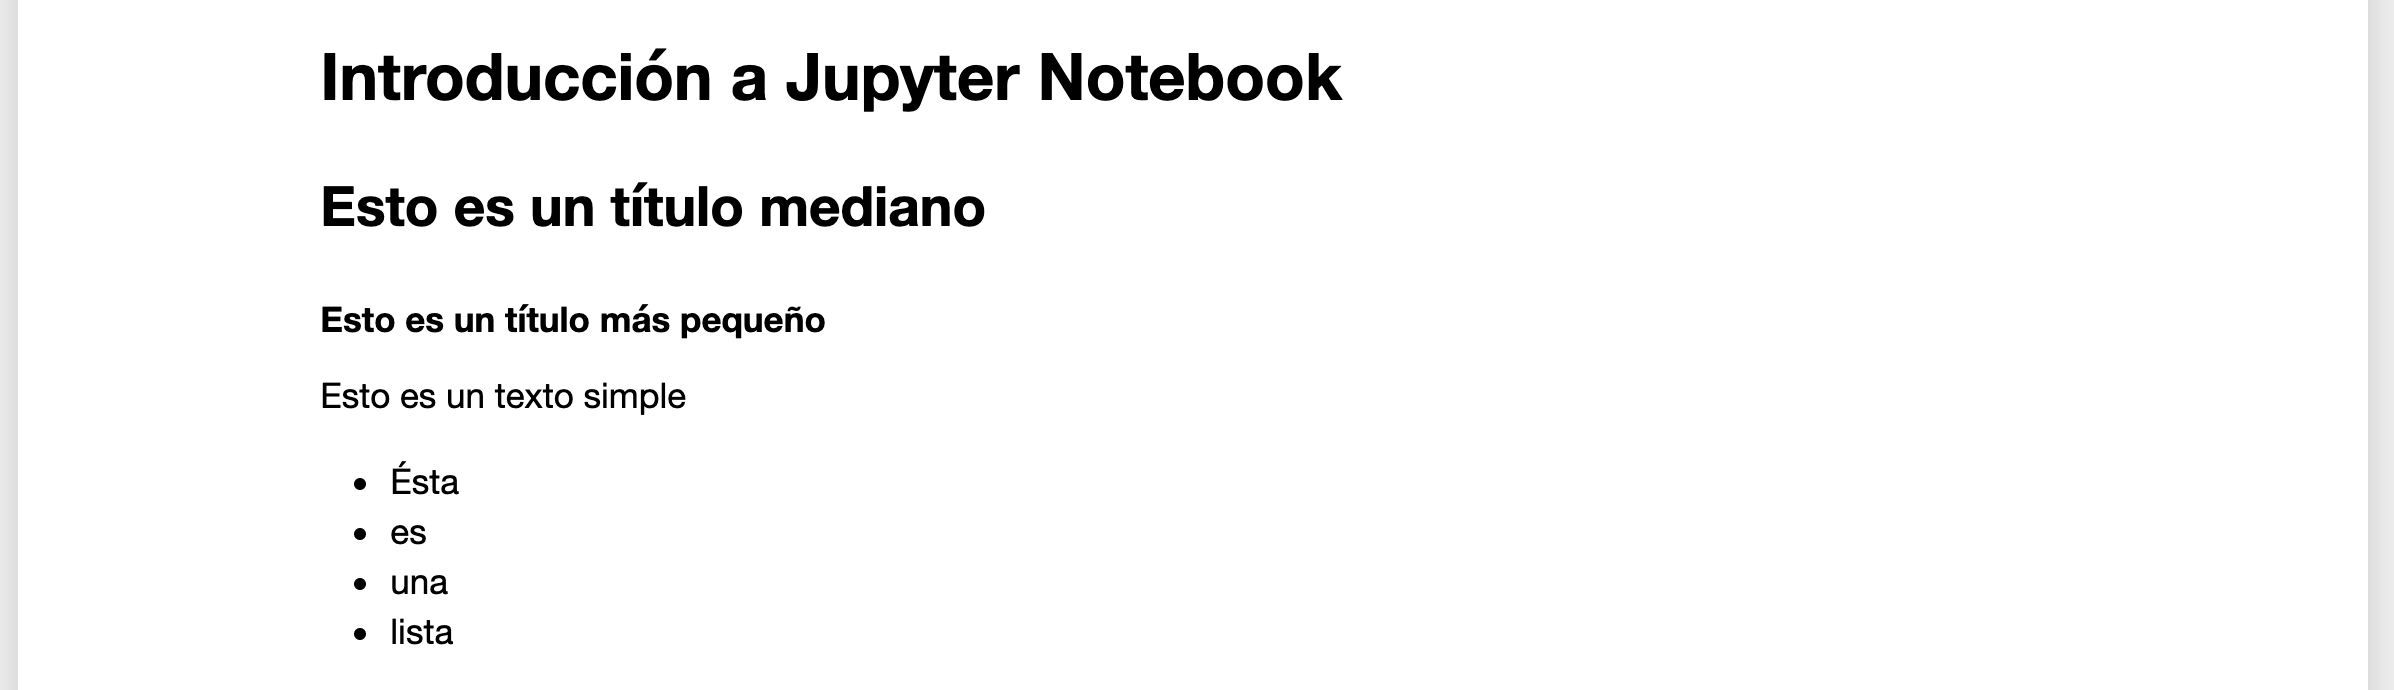 Introducción a Jupyter Notebook
Esto es un título mediano
Esto es un título más pequeño
Esto es un texto simple
• Ésta
• es
• una
• lista